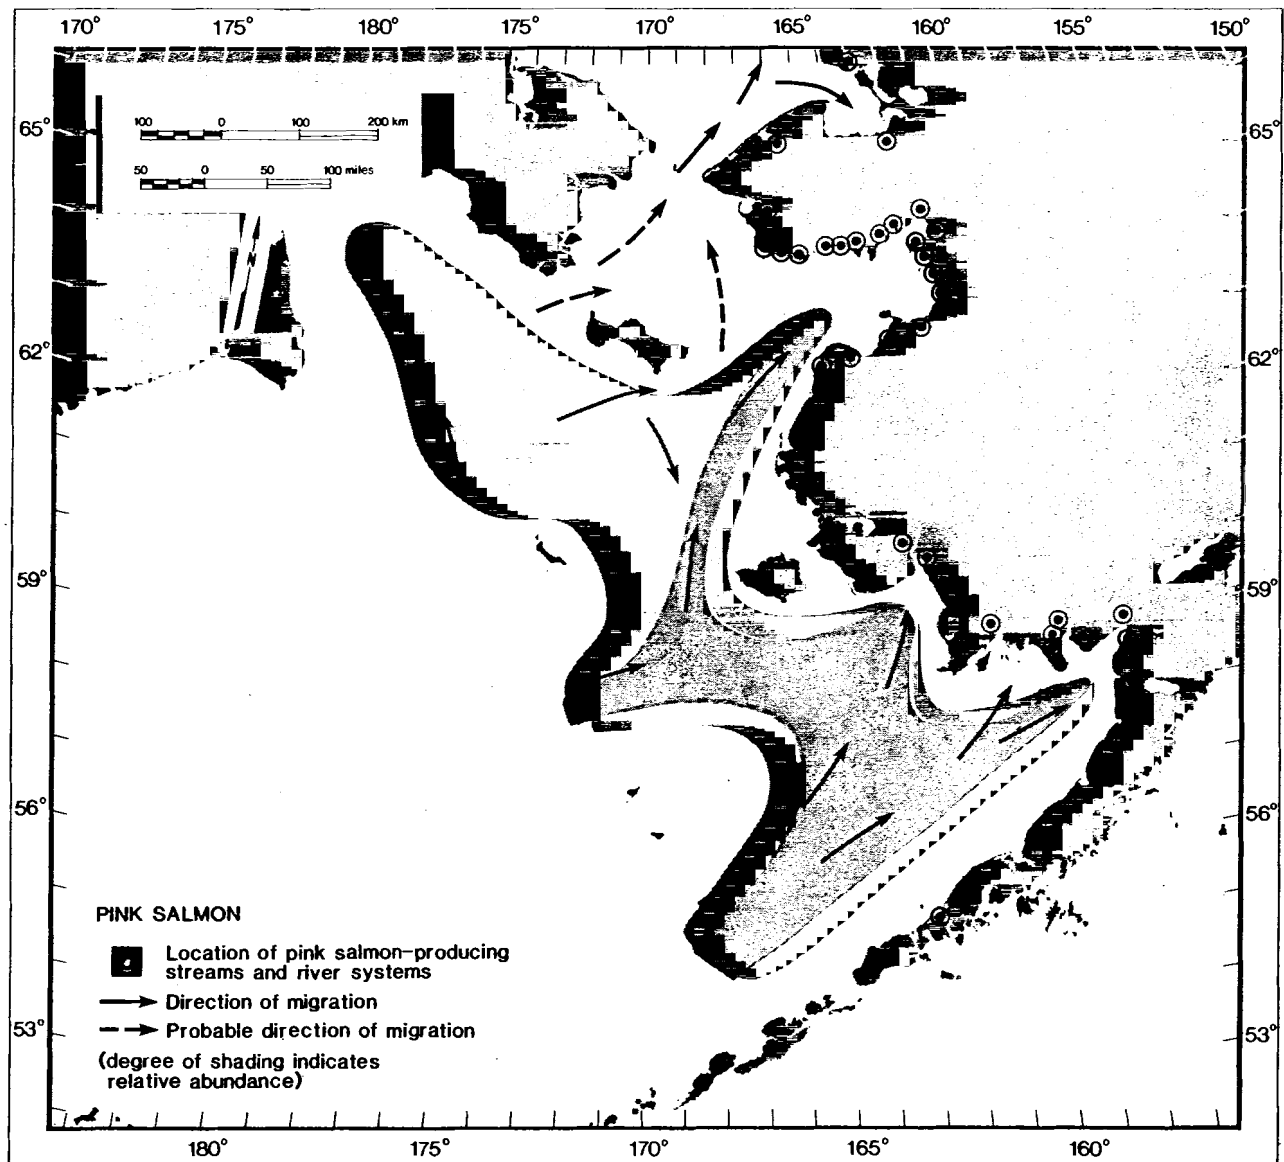 170° 175° 180° 175° 170° 165° 160° 155° 150°
100 0 100 200 km
65° 65°
50 0 50 100 miles
62° 62°
59° 59°
56° 56°
PINK SALMON
Location of pink salmon-producing
streams and river systems
Direction of migration
53° Probable direction of migration 53°
(degree of shading indicates
relative abundance)
180° 175° 170° 165° 160°